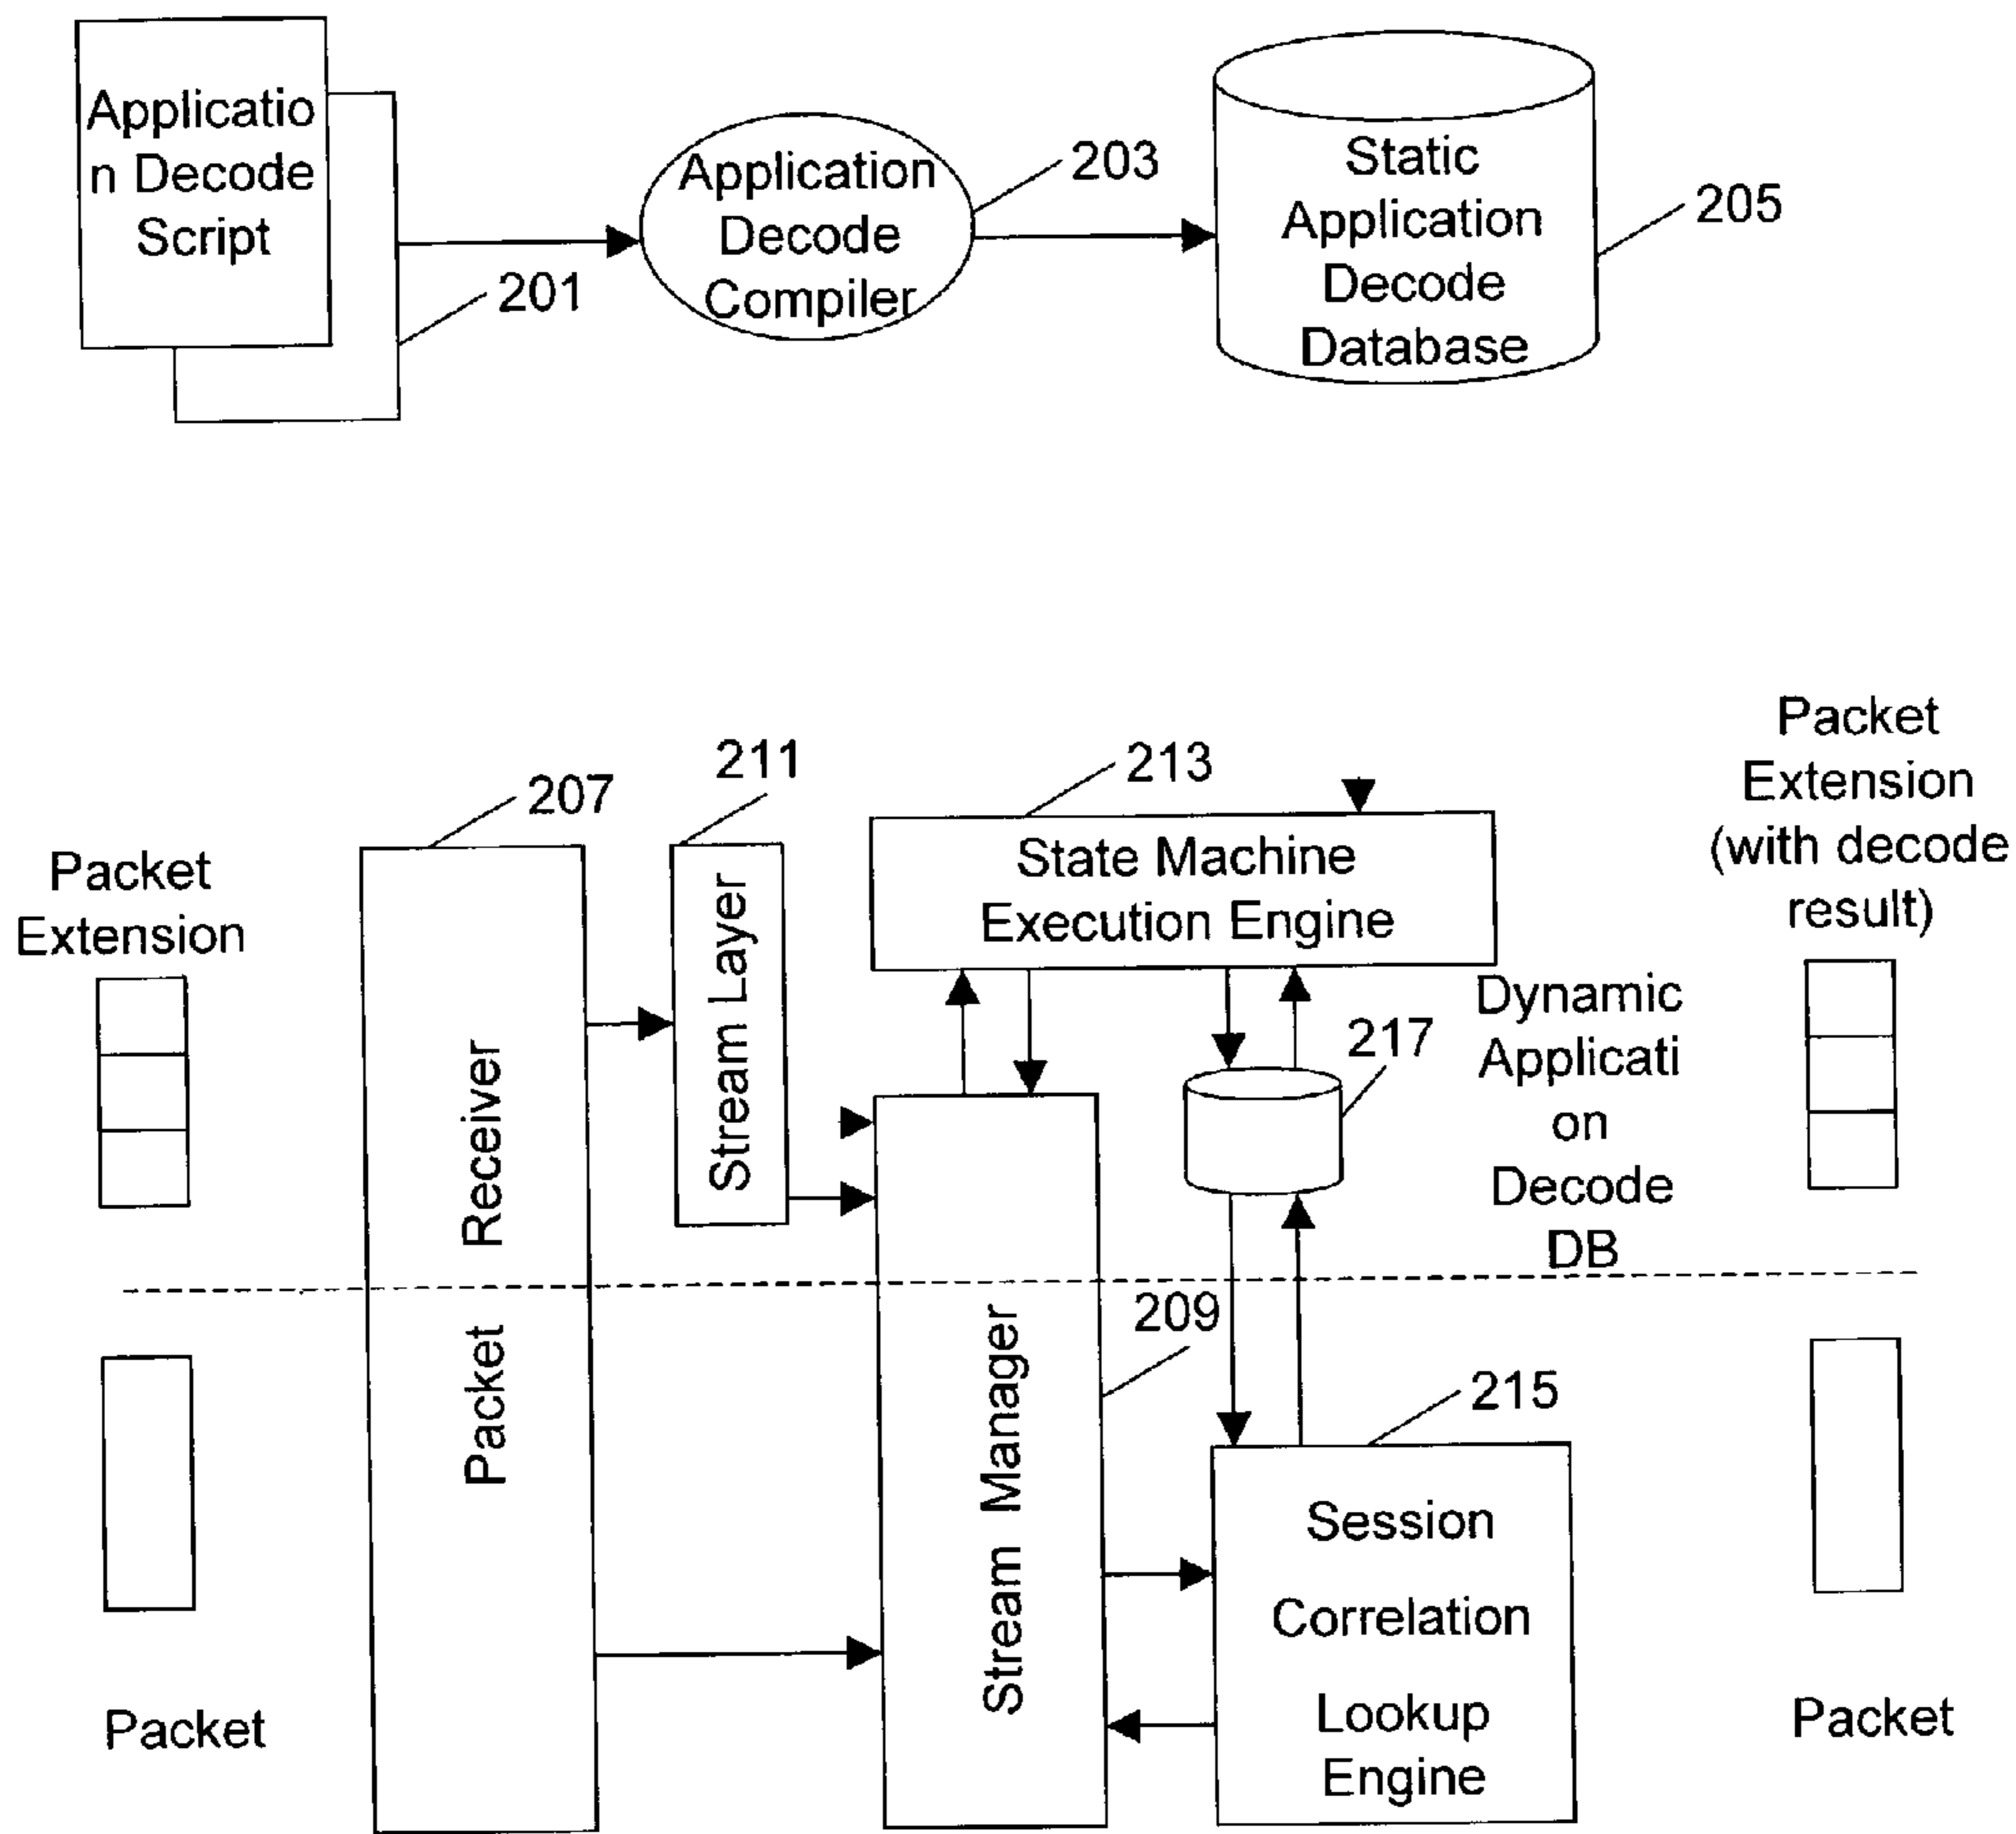 Applicatio
n Decode
Script
201
Application
Decode
Compiler
203
Static
Application
Decode
Database
205
Packet
Extension
207
Packet Receiver
211
Stream Layer
213
State Machine
Execution Engine
217
Dynamic
Applicati
on
Decode
DB
Packet
Extension
(with decode
result)
209
Stream Manager
215
Session
Correlation
Lookup
Engine
Packet
Packet